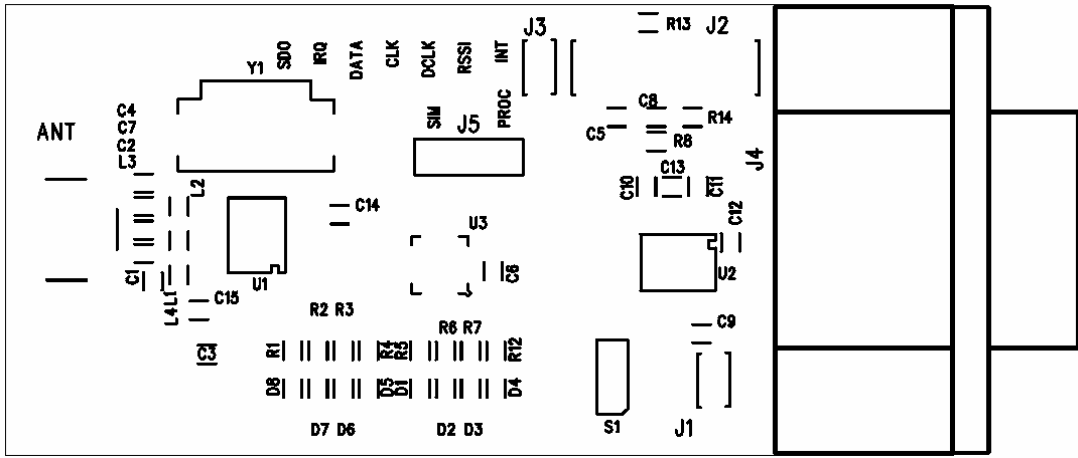 J3
R13
J2
SDO
IRQ
DATA
CLK
DCLK
RSSI
INT
Y1
C4
C7
C2
L3
ANT
SIM
J5
PROC
C8
C5
R14
R8
J4
L2
C14
C10
C13
C11
U3
C12
C1
U1
C6
U2
L4
L1
C15
R2 R3
R6 R7
C9
C3
R1
R4
R5
R12
D8
D5
D1
D4
D7 D6
D2 D3
S1
J1